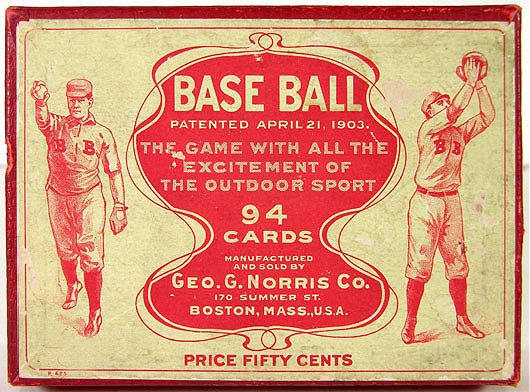 BASE BALL
PATENTED APRIL 21, 1903.
THE GAME WITH ALL THE
EXCITEMENT OF
THE OUTDOOR SPORT
94
CARDS
MANUFACTURED
AND SOLD BY
GEO. G. NORRIS CO.
170 SUMMER ST.
BOSTON, MASS., U.S.A.
PRICE FIFTY CENTS
B B
B B